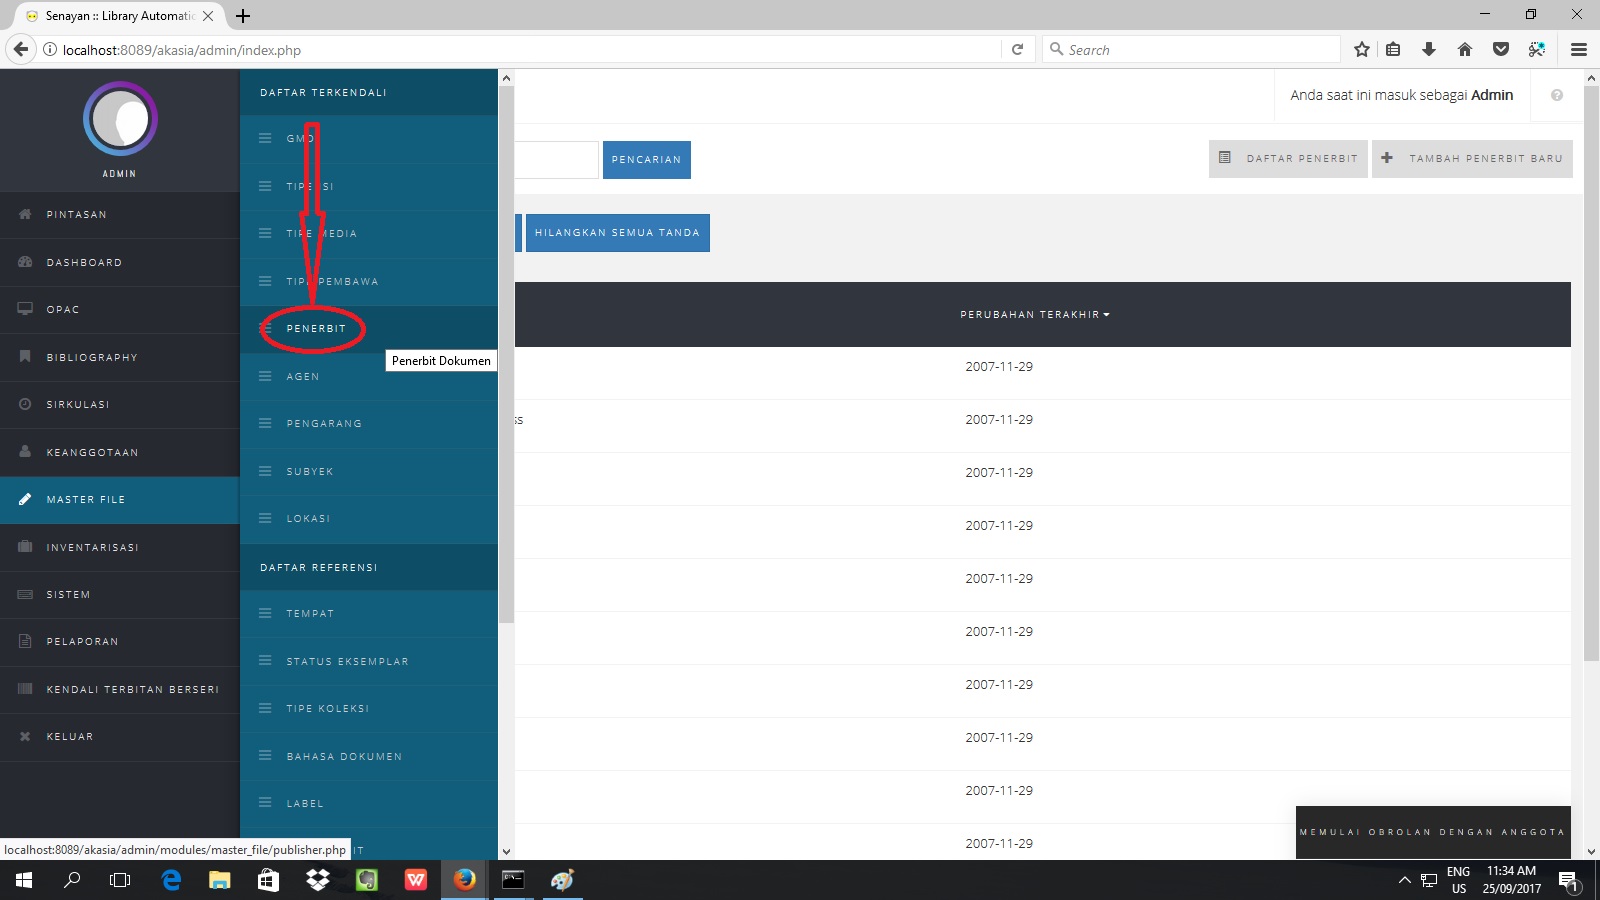 Senayan :: Library Automatic
localhost:8089/akasia/admin/index.php
Search
ADMIN
PINTASAN
DASHBOARD
OPAC
BIBLIOGRAPHY
SIRKULASI
KEANGGOTAAN
MASTER FILE
INVENTARISASI
SISTEM
PELAPORAN
KENDALI TERBITAN BERSERI
KELUAR
DAFTAR TERKENDALI
GMD
TIPE ISI
TIPE MEDIA
TIPE PEMBAWA
PENERBIT
Penerbit Dokumen
AGEN
PENGARANG
SUBYEK
LOKASI
DAFTAR REFERENSI
TEMPAT
STATUS EKSEMPLAR
TIPE KOLEKSI
BAHASA DOKUMEN
LABEL
IT
Anda saat ini masuk sebagai Admin
PENCARIAN
DAFTAR PENERBIT
TAMBAH PENERBIT BARU
HILANGKAN SEMUA TANDA
PERUBAHAN TERAKHIR
2007-11-29
ss 2007-11-29
2007-11-29
2007-11-29
2007-11-29
2007-11-29
2007-11-29
2007-11-29
2007-11-29
2007-11-29
MEMULAI OBROLAN DENGAN ANGGOTA
localhost:8089/akasia/admin/modules/master_file/publisher.php
ENG
US
11:34 AM
25/09/2017
1